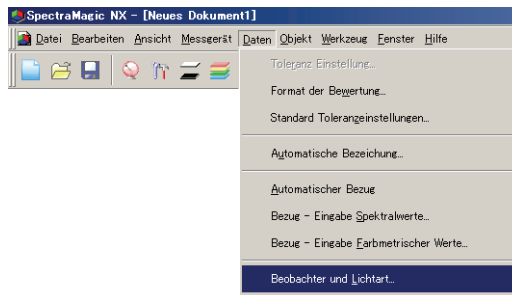 SpectraMagic NX - [Neues Dokument1]
Datei Bearbeiten Ansicht Messgerät Daten Objekt Werkzeug Fenster Hilfe
Toleranz Einstellung...
Format der Bewertung...
Standard Toleranzeinstellungen...
Automatische Bezeichung...
Automatischer Bezug
Bezug - Eingabe Spektralwerte...
Bezug - Eingabe Farbmetrischer Werte...
Beobachter und Lichtart...